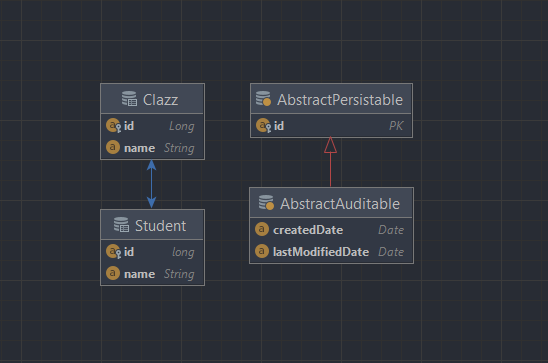 Clazz
id Long
name String
Student
id long
name String
AbstractPersistable
id PK
AbstractAuditable
createdDate Date
lastModifiedDate Date